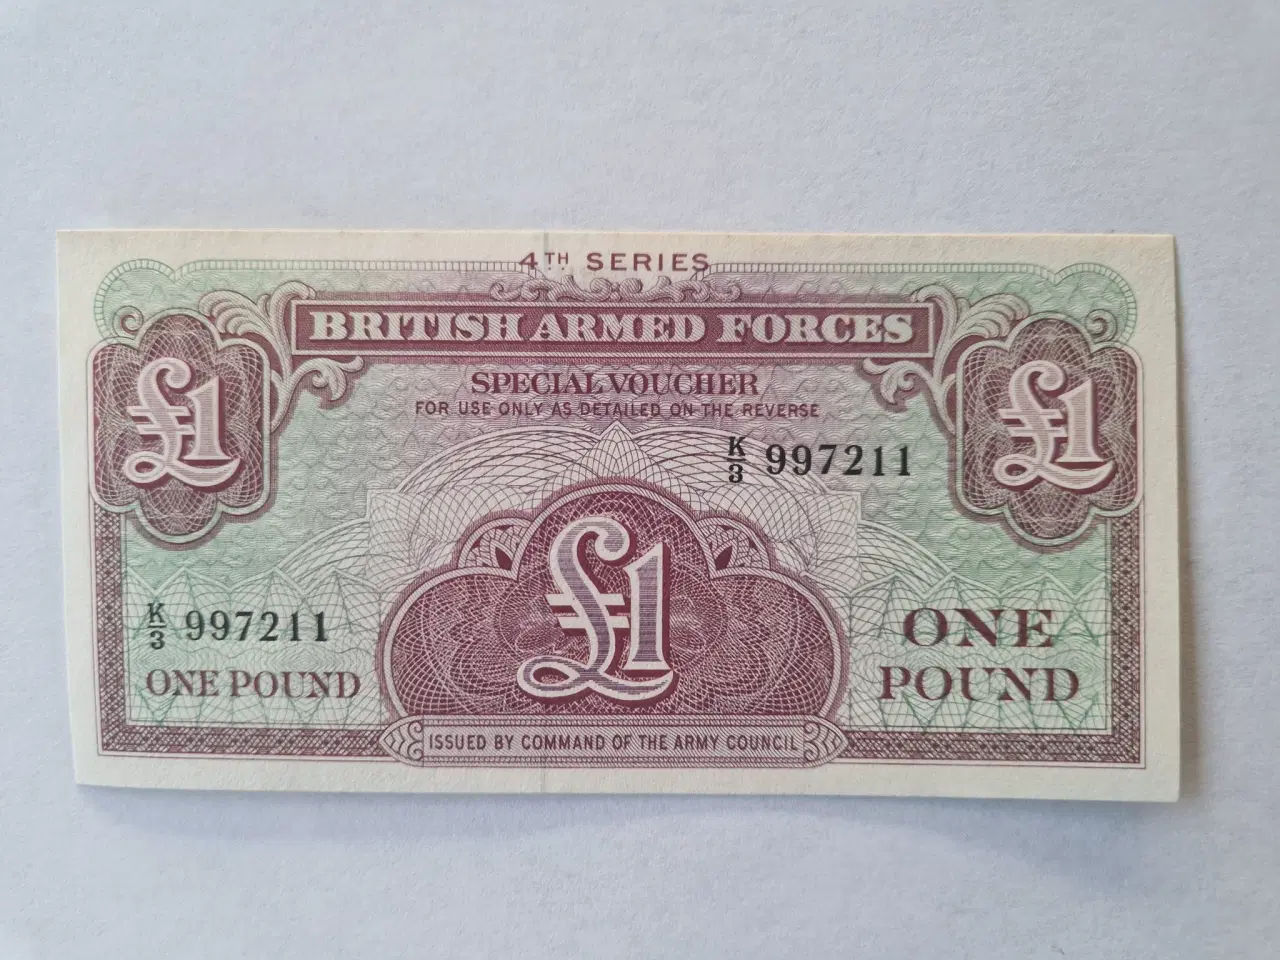 4TH SERIES
BRITISH ARMED FORCES
£1
£1
SPECIAL VOUCHER
FOR USE ONLY AS DETAILED ON THE REVERSE
K/3 997211
£1
K/3 997211
ONE POUND
ONE
POUND
ISSUED BY COMMAND OF THE ARMY COUNCIL